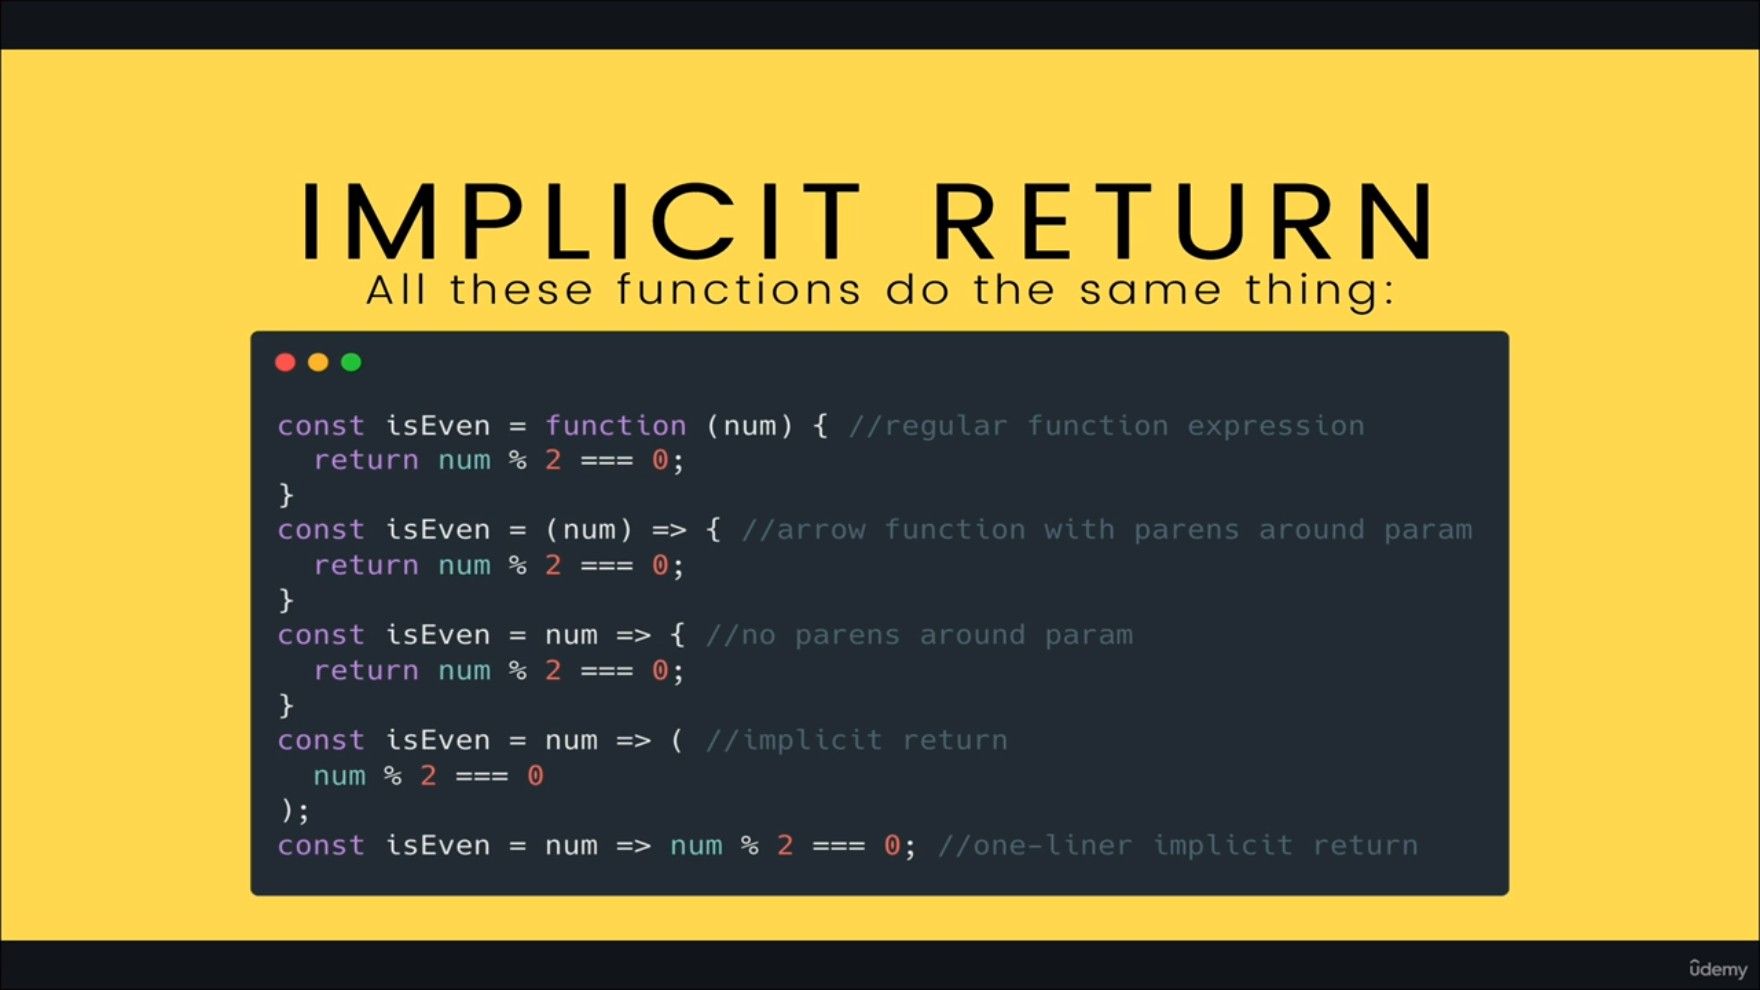 IMPLICIT RETURN
All these functions do the same thing:
const isEven = function (num) { //regular function expression
  return num % 2 === 0;
}
const isEven = (num) => { //arrow function with parens around param
  return num % 2 === 0;
}
const isEven = num => { //no parens around param
  return num % 2 === 0;
}
const isEven = num => ( //implicit return
  num % 2 === 0
);
const isEven = num => num % 2 === 0; //one-liner implicit return
ûdemy